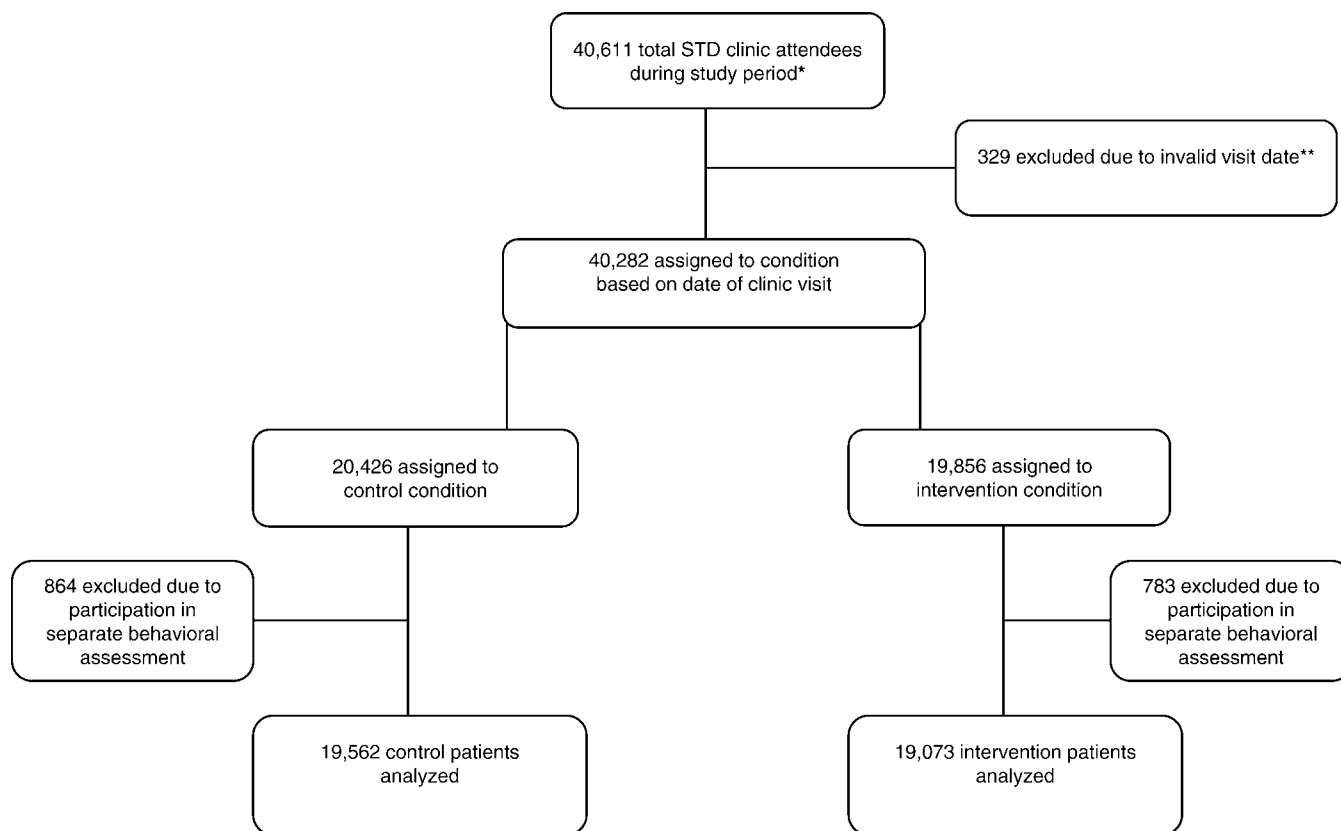 40,611 total STD clinic attendees
during study period*
329 excluded due to invalid visit date**
40,282 assigned to condition
based on date of clinic visit
20,426 assigned to
control condition
19,856 assigned to
intervention condition
864 excluded due to
participation in
separate behavioral
assessment
783 excluded due to
participation in
separate behavioral
assessment
19,562 control patients
analyzed
19,073 intervention patients
analyzed